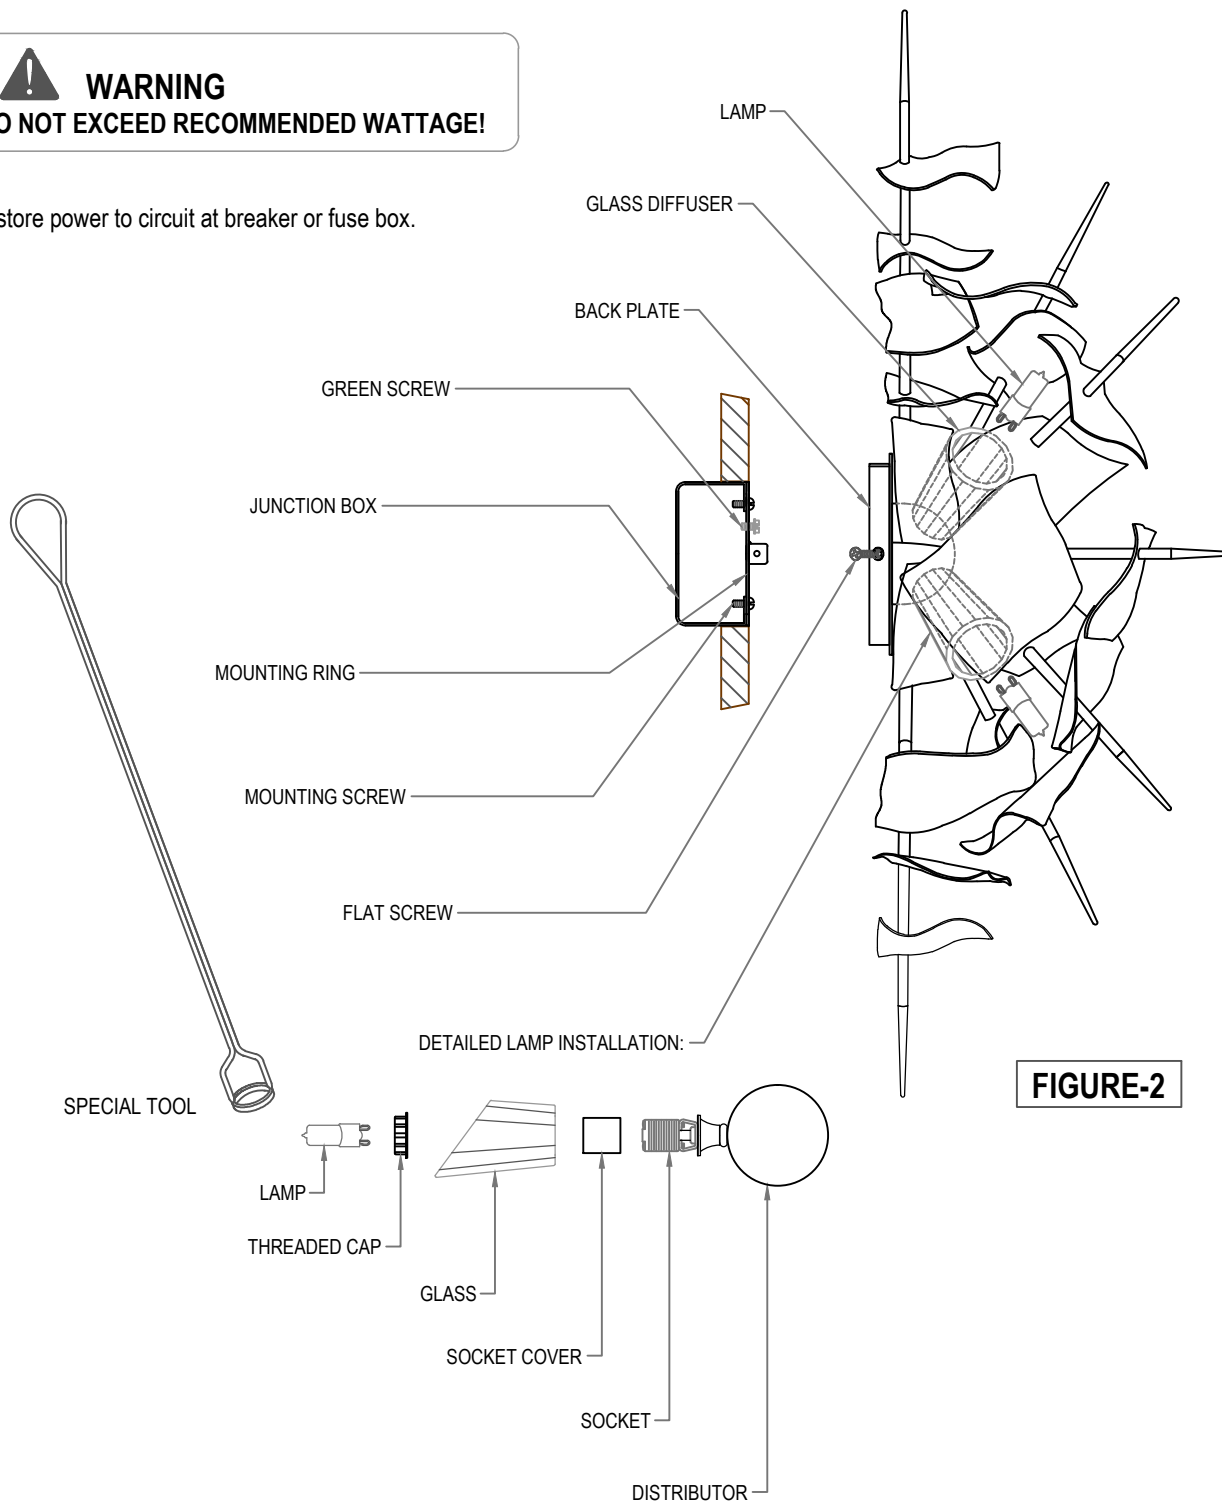 WARNING
O NOT EXCEED RECOMMENDED WATTAGE!
store power to circuit at breaker or fuse box.
LAMP
GLASS DIFFUSER
BACK PLATE
GREEN SCREW
JUNCTION BOX
MOUNTING RING
MOUNTING SCREW
FLAT SCREW
DETAILED LAMP INSTALLATION:
FIGURE-2
SPECIAL TOOL
LAMP
THREADED CAP
GLASS
SOCKET COVER
SOCKET
DISTRIBUTOR